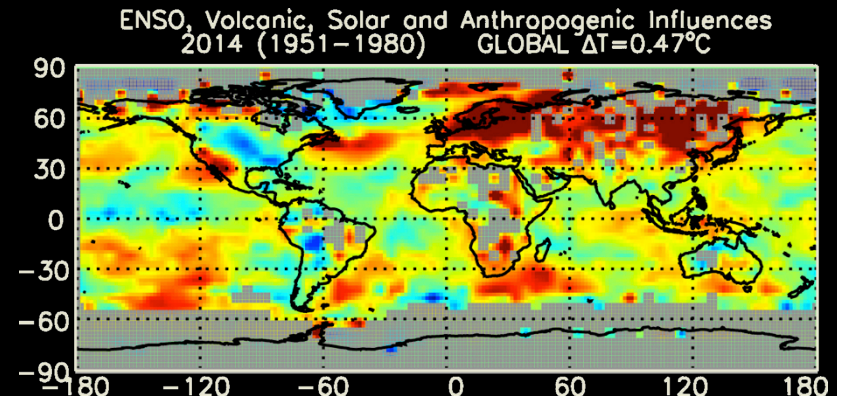 ENSO, Volcanic, Solar and Anthropogenic Influences
2014 (1951−1980) GLOBAL ΔT=0.47°C
90
60
30
0
−30
−60
−90
−180 −120 −60 0 60 120 180